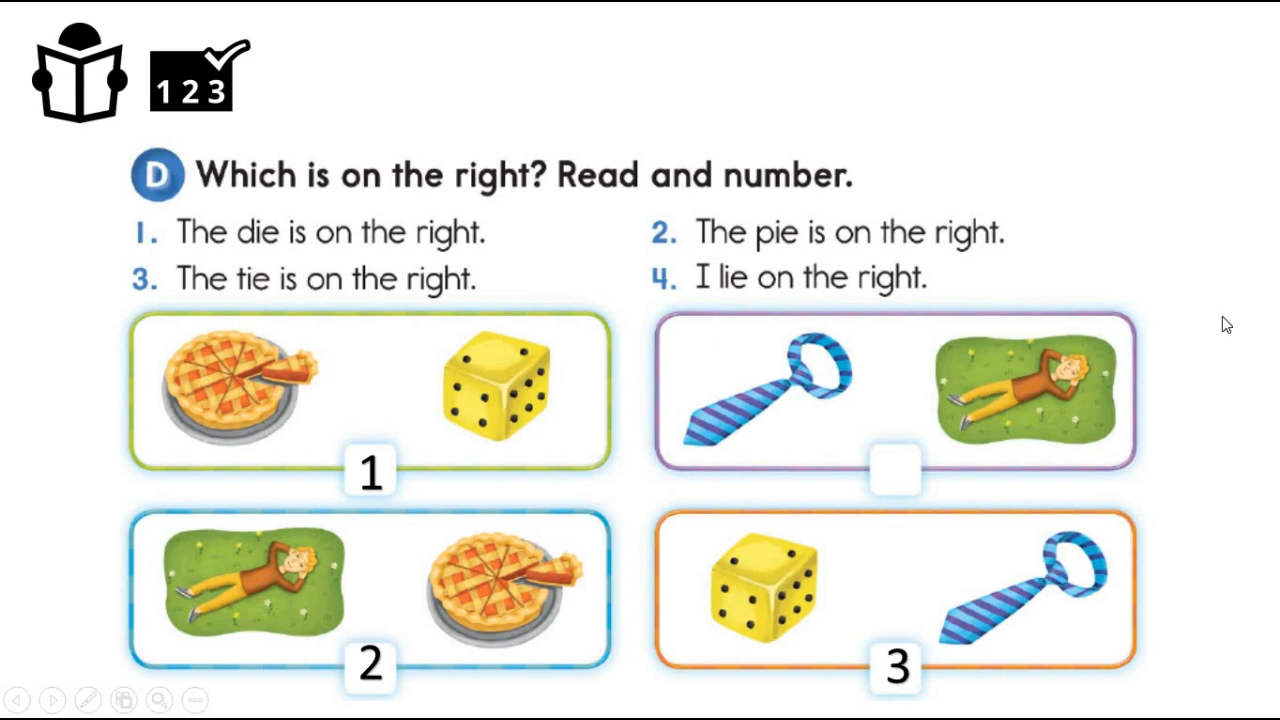 1 2 3
D Which is on the right? Read and number.
1. The die is on the right. 2. The pie is on the right.
3. The tie is on the right. 4. I lie on the right.
1
2 3